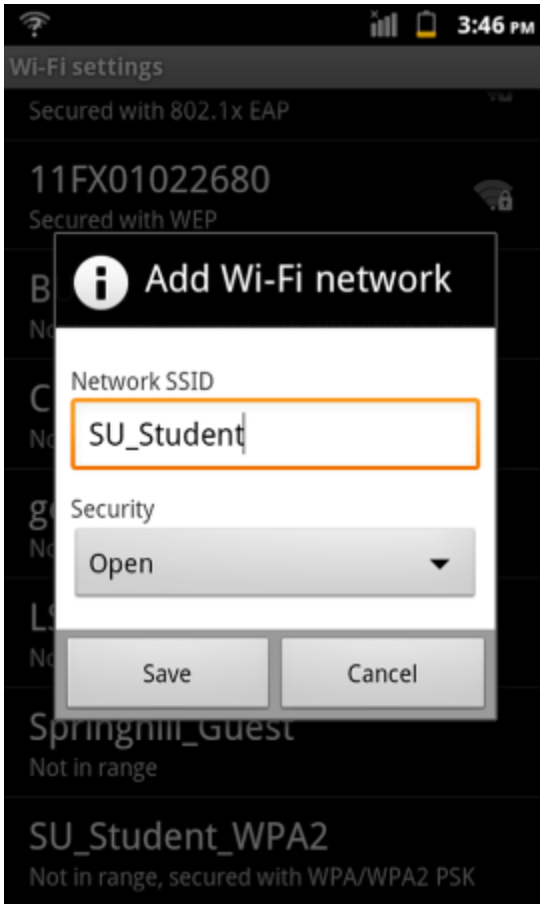 3:46 PM
Wi-Fi settings
Secured with 802.1x EAP
11FX01022680
Secured with WEP
Add Wi-Fi network
Network SSID
SU_Student
Security
Open
Save
Cancel
Springhill_Guest
Not in range
SU_Student_WPA2
Not in range, secured with WPA/WPA2 PSK